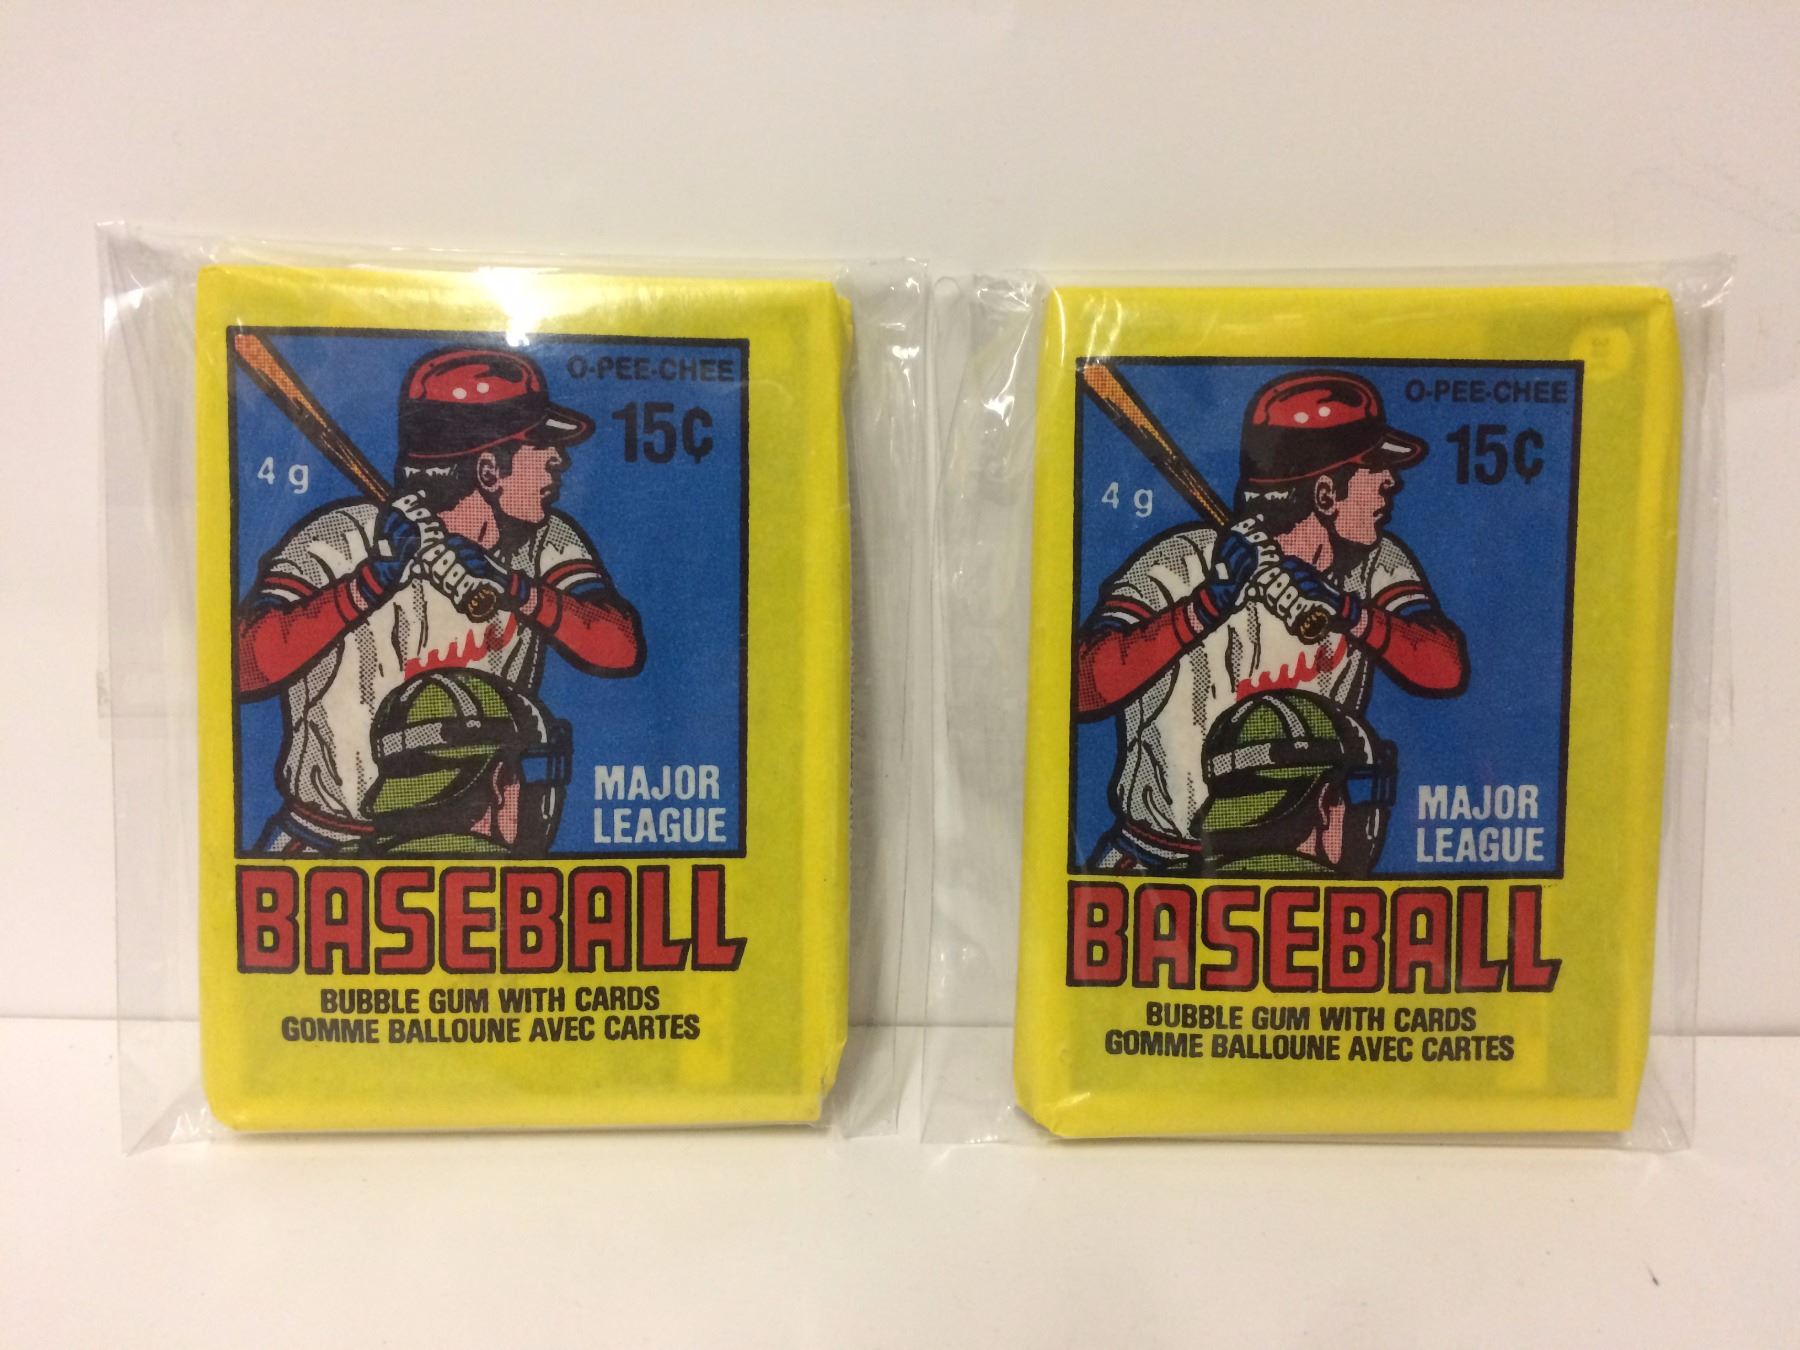 O-PEE-CHEE
15¢
4 g
MAJOR
LEAGUE
BASEBALL
BUBBLE GUM WITH CARDS
GOMME BALLOUNE AVEC CARTES
O-PEE-CHEE
15¢
4 g
MAJOR
LEAGUE
BASEBALL
BUBBLE GUM WITH CARDS
GOMME BALLOUNE AVEC CARTES